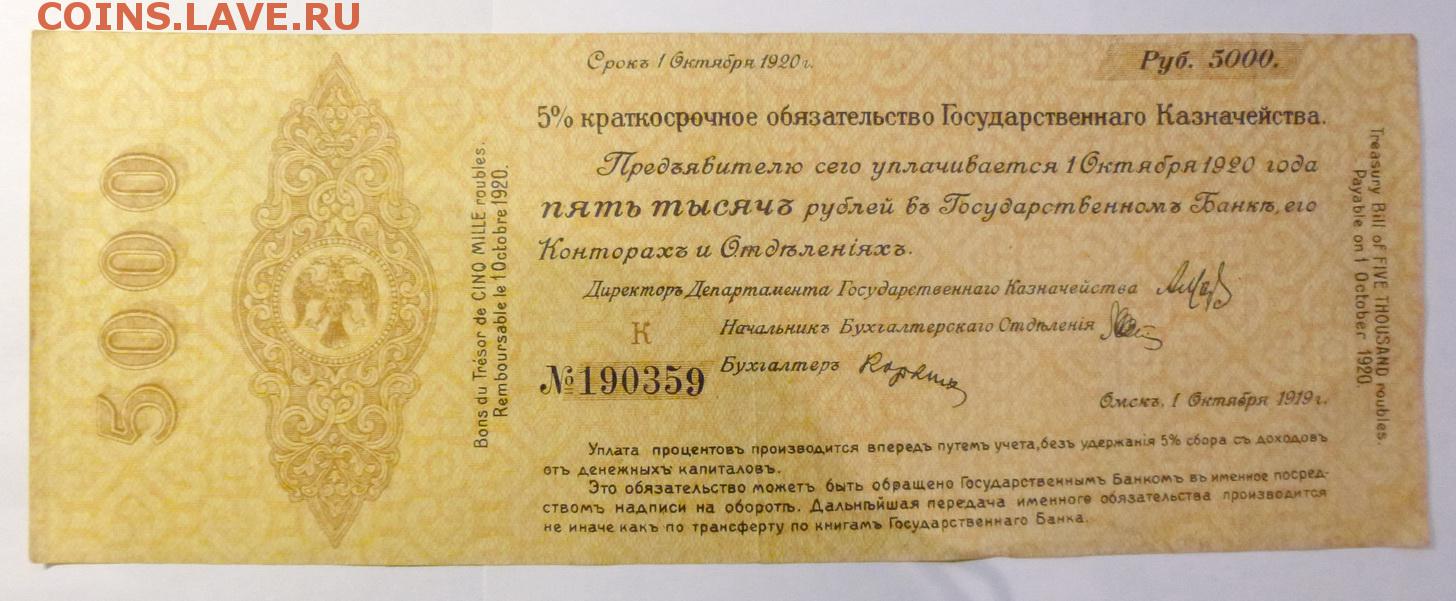 COINS.LAVE.RU
Срокъ 1 Октября 1920 г.
Руб. 5000.
5% краткосрочное обязательство Государственнаго Казначейства.
Предъявителю сего уплачивается 1 Октября 1920 года
ПЯТЬ ТЫСЯЧЪ рублей въ Государственномъ Банкѣ, его
Конторахъ и Отдѣленіяхъ.
Директоръ Департамента Государственнаго Казначейства
К
Начальникъ Бухгалтерскаго Отдѣленія
№190359
Бухгалтеръ
Омскъ, 1 Октября 1919 г.
Уплата процентовъ производится впередъ путемъ учета, безъ удержанія 5% сбора съ доходовъ
отъ денежныхъ капиталовъ.
Это обязательство можетъ быть обращено Государственнымъ Банкомъ въ именное посред-
ствомъ надписи на оборотѣ. Дальнѣйшая передача именного обязательства производится
не иначе какъ по трансферту по книгамъ Государственнаго Банка.
5000
Bons du Trésor de CINQ MILLE roubles.
Remboursable le 1 Octobre 1920.
Treasury Bill of FIVE THOUSAND roubles.
Payable on 1 October 1920.